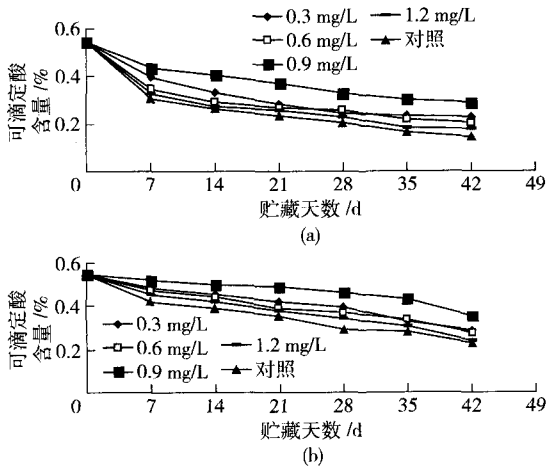 0.3 mg/L 1.2 mg/L
0.6 mg/L 对照
0.9 mg/L
可滴定酸
含量/%
0.6
0.4
0.2
0 7 14 21 28 35 42 49
贮藏天数/d
(a)
可滴定酸
含量/%
0.6
0.4
0.2
0.3 mg/L
0.6 mg/L 1.2 mg/L
0.9 mg/L 对照
0 7 14 21 28 35 42 49
贮藏天数/d
(b)